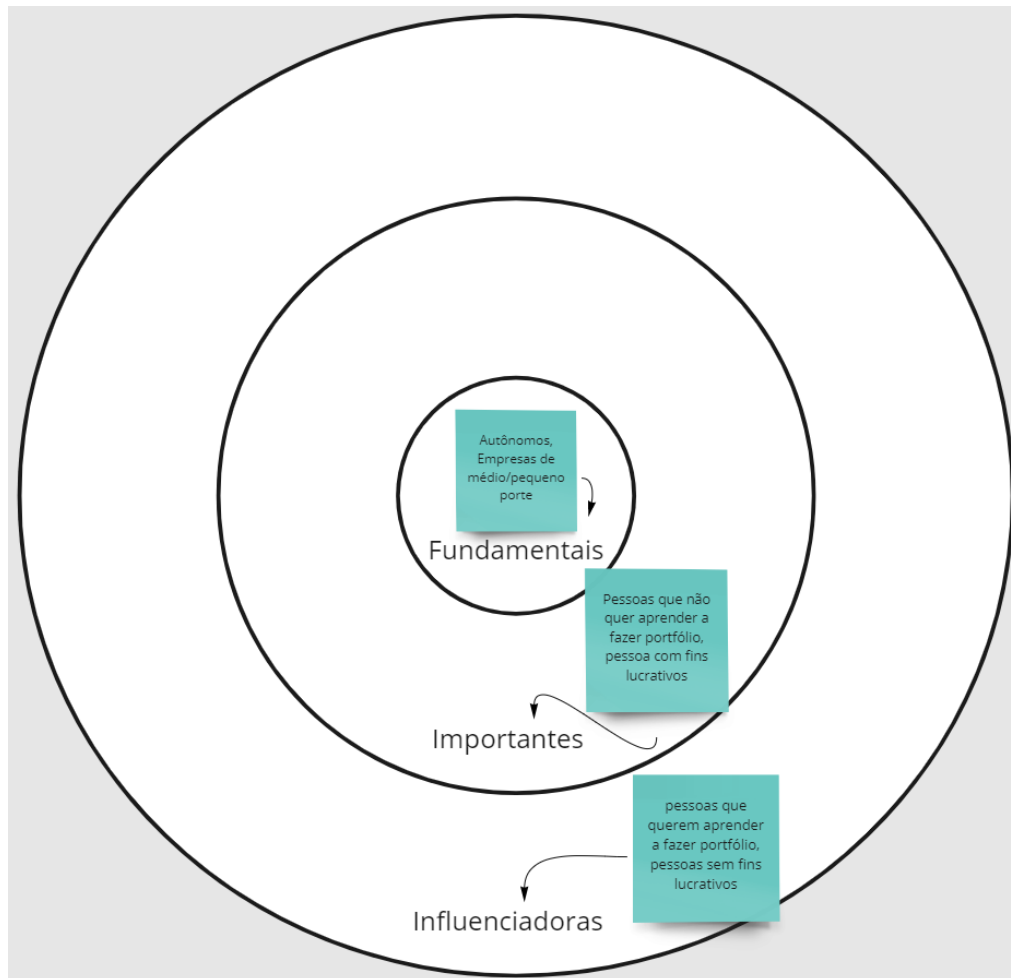 Autônomos,
Empresas de
médio/pequeno
porte
Fundamentais
Pessoas que não
quer aprender a
fazer portfólio,
pessoa com fins
lucrativos
Importantes
pessoas que
querem aprender
a fazer portfólio,
pessoas sem fins
lucrativos
Influenciadoras